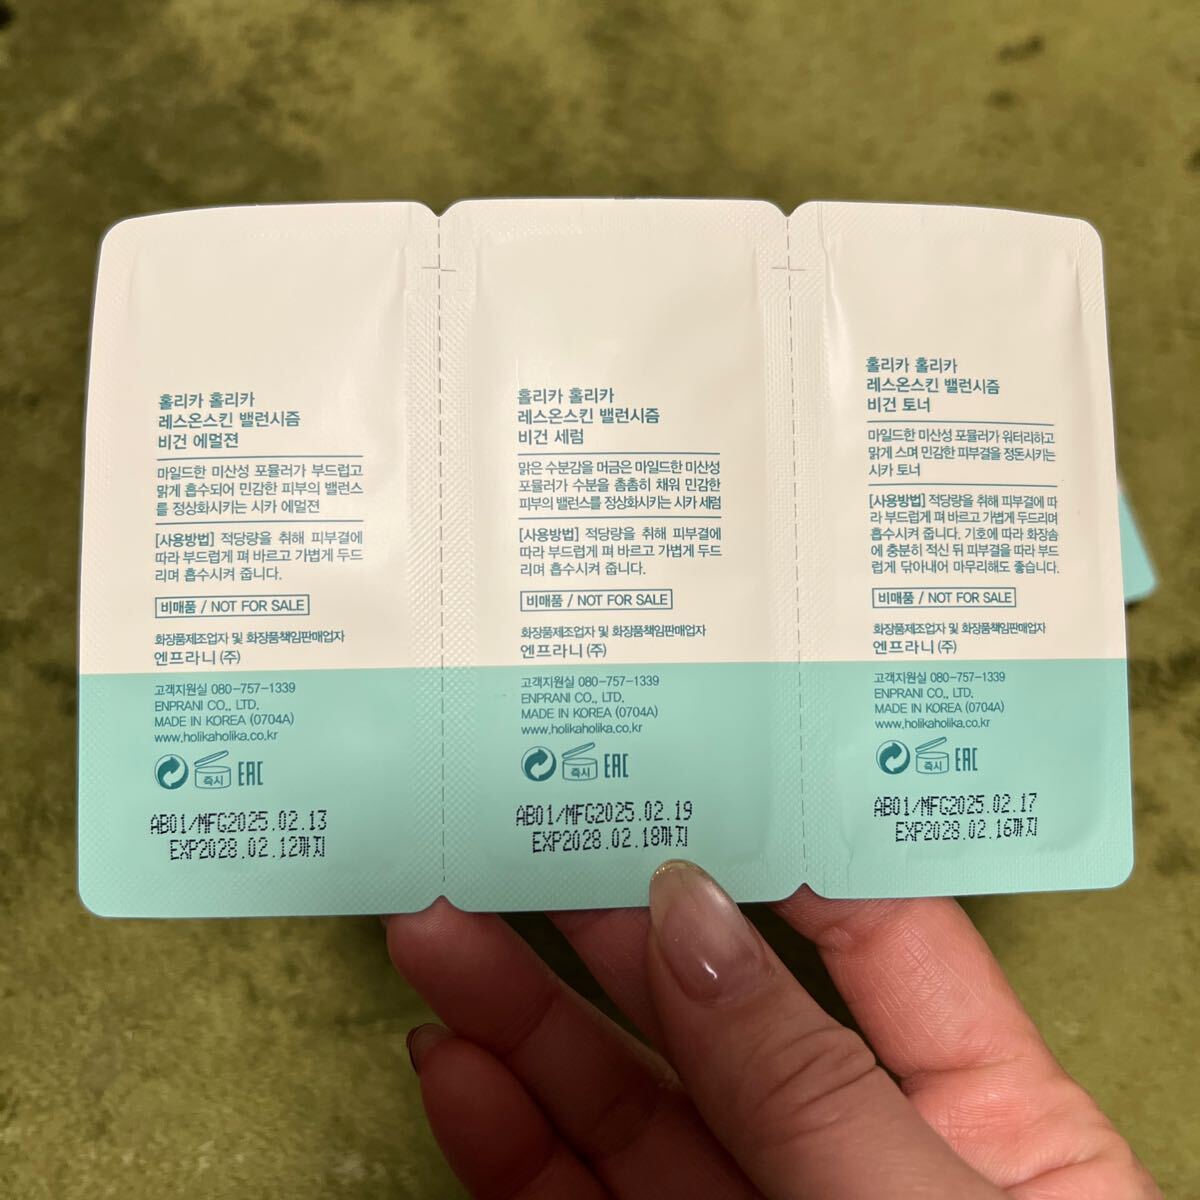 홀리카 홀리카
레스온스킨 밸런시즘
비건 에멀젼
마일드한 미산성 포뮬러가 부드럽고
맑게 흡수되어 민감한 피부의 밸런스
를 정상화시키는 시카 에멀젼
[사용방법] 적당량을 취해 피부결에
따라 부드럽게 펴 바르고 가볍게 두드
리며 흡수시켜 줍니다.
비매품 / NOT FOR SALE
화장품제조업자 및 화장품책임판매업자
엔프라니 (주)
고객지원실 080-757-1339
ENPRANI CO., LTD.
MADE IN KOREA (0704A)
www.holikaholika.co.kr
즉시
EAC
AB01/MFG2025.02.13
EXP2028.02.12까지
홀리카 홀리카
레스온스킨 밸런시즘
비건 세럼
맑은 수분감을 머금은 마일드한 미산성
포뮬러가 수분을 촘촘히 채워 민감한
피부의 밸런스를 정상화시키는 시카 세럼
[사용방법] 적당량을 취해 피부결에
따라 부드럽게 펴 바르고 가볍게 두드
리며 흡수시켜 줍니다.
비매품 / NOT FOR SALE
화장품제조업자 및 화장품책임판매업자
엔프라니 (주)
고객지원실 080-757-1339
ENPRANI CO., LTD.
MADE IN KOREA (0704A)
www.holikaholika.co.kr
즉시
EAC
AB01/MFG2025.02.19
EXP2028.02.18까지
홀리카 홀리카
레스온스킨 밸런시즘
비건 토너
마일드한 미산성 포뮬러가 워터리하고
맑게 스며 민감한 피부결을 정돈시키는
시카 토너
[사용방법] 적당량을 취해 피부결에 따
라 부드럽게 펴 바르고 가볍게 두드리며
흡수시켜 줍니다. 기호에 따라 화장솜
에 충분히 적신 뒤 피부결을 따라 부드
럽게 닦아내어 마무리해도 좋습니다.
비매품 / NOT FOR SALE
화장품제조업자 및 화장품책임판매업자
엔프라니 (주)
고객지원실 080-757-1339
ENPRANI CO., LTD.
MADE IN KOREA (0704A)
www.holikaholika.co.kr
즉시
EAC
AB01/MFG2025.02.17
EXP2028.02.16까지